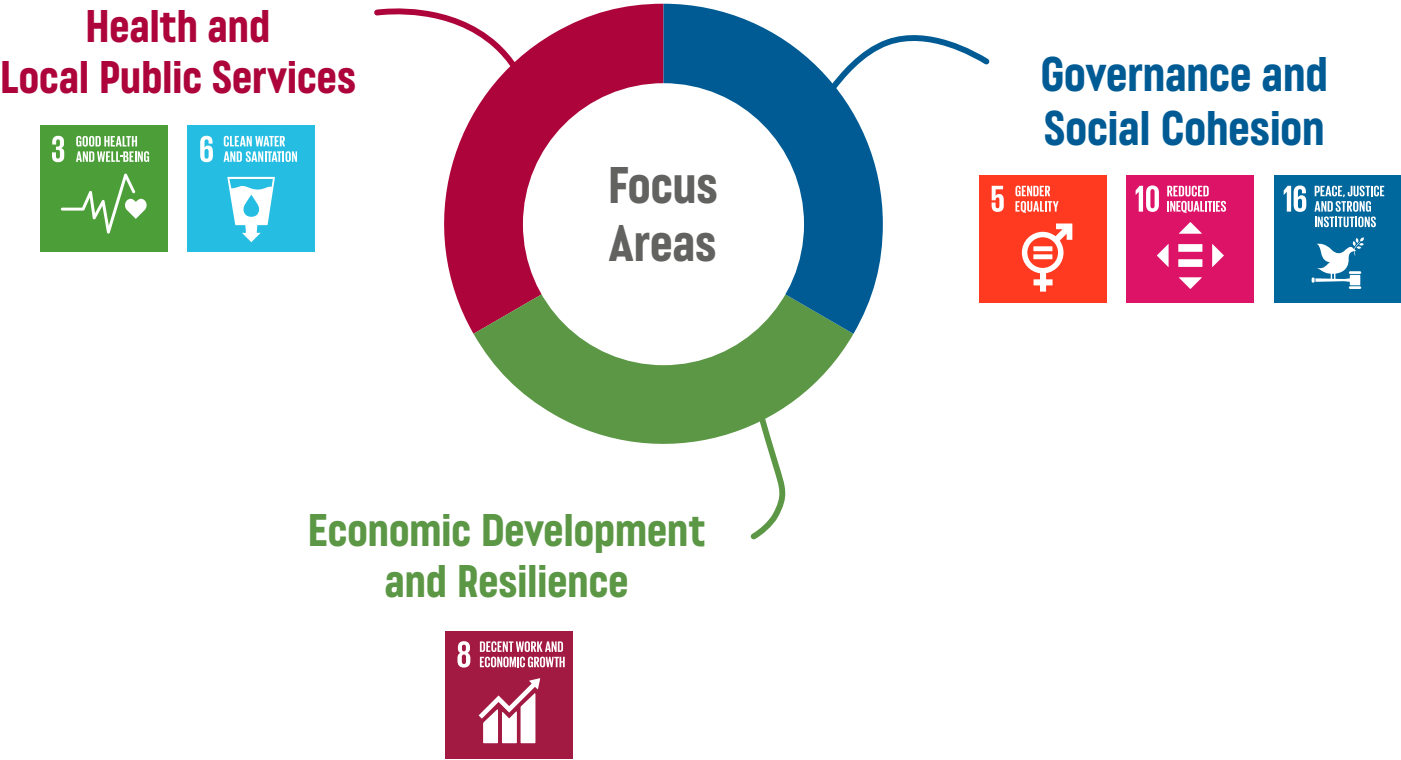 Health and
Local Public Services
3 GOOD HEALTH
AND WELL-BEING
6 CLEAN WATER
AND SANITATION
Focus
Areas
Governance and
Social Cohesion
5 GENDER
EQUALITY
10 REDUCED
INEQUALITIES
16 PEACE, JUSTICE
AND STRONG
INSTITUTIONS
Economic Development
and Resilience
8 DECENT WORK AND
ECONOMIC GROWTH